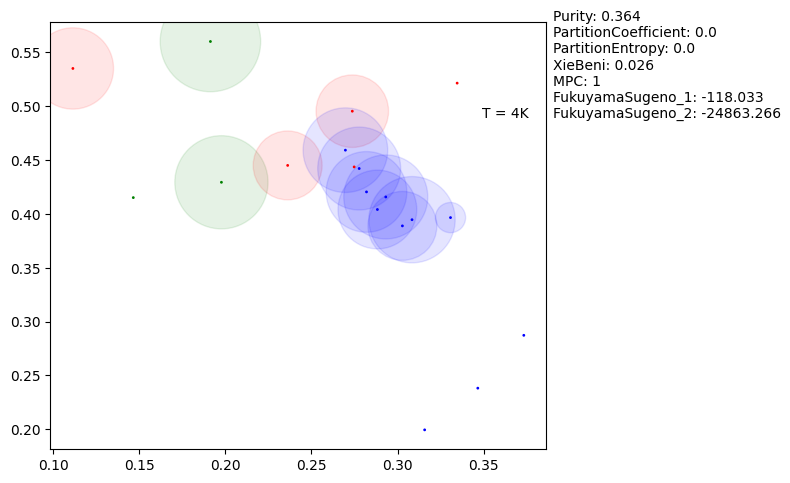 Purity: 0.364
PartitionCoefficient: 0.0
PartitionEntropy: 0.0
XieBeni: 0.026
MPC: 1
FukuyamaSugeno_1: -118.033
FukuyamaSugeno_2: -24863.266
T = 4K
0.55
0.50
0.45
0.40
0.35
0.30
0.25
0.20
0.10 0.15 0.20 0.25 0.30 0.35